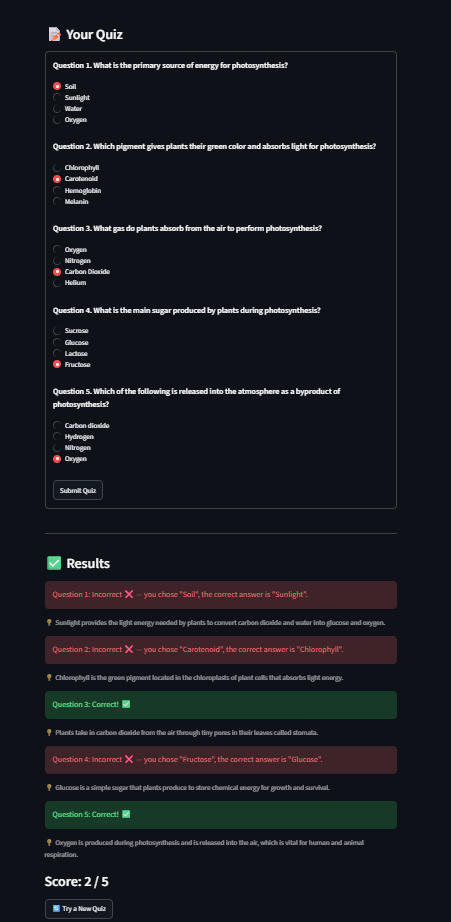 Your Quiz
Question 1. What is the primary source of energy for photosynthesis?
Soil
Sunlight
Water
Oxygen
Question 2. Which pigment gives plants their green color and absorbs light for photosynthesis?
Chlorophyll
Carotenoid
Hemoglobin
Melanin
Question 3. What gas do plants absorb from the air to perform photosynthesis?
Oxygen
Nitrogen
Carbon Dioxide
Helium
Question 4. What is the main sugar produced by plants during photosynthesis?
Sucrose
Glucose
Lactose
Fructose
Question 5. Which of the following is released into the atmosphere as a byproduct of
photosynthesis?
Carbon dioxide
Hydrogen
Nitrogen
Oxygen
Submit Quiz
Results
Question 1: Incorrect ❌ — you chose "Soil", the correct answer is "Sunlight".
Sunlight provides the light energy needed by plants to convert carbon dioxide and water into glucose and oxygen.
Question 2: Incorrect ❌ — you chose "Carotenoid", the correct answer is "Chlorophyll".
Chlorophyll is the green pigment located in the chloroplasts of plant cells that absorbs light energy.
Question 3: Correct! ✅
Plants take in carbon dioxide from the air through tiny pores in their leaves called stomata.
Question 4: Incorrect ❌ — you chose "Fructose", the correct answer is "Glucose".
Glucose is a simple sugar that plants produce to store chemical energy for growth and survival.
Question 5: Correct! ✅
Oxygen is produced during photosynthesis and is released into the air, which is vital for human and animal
respiration.
Score: 2 / 5
Try a New Quiz